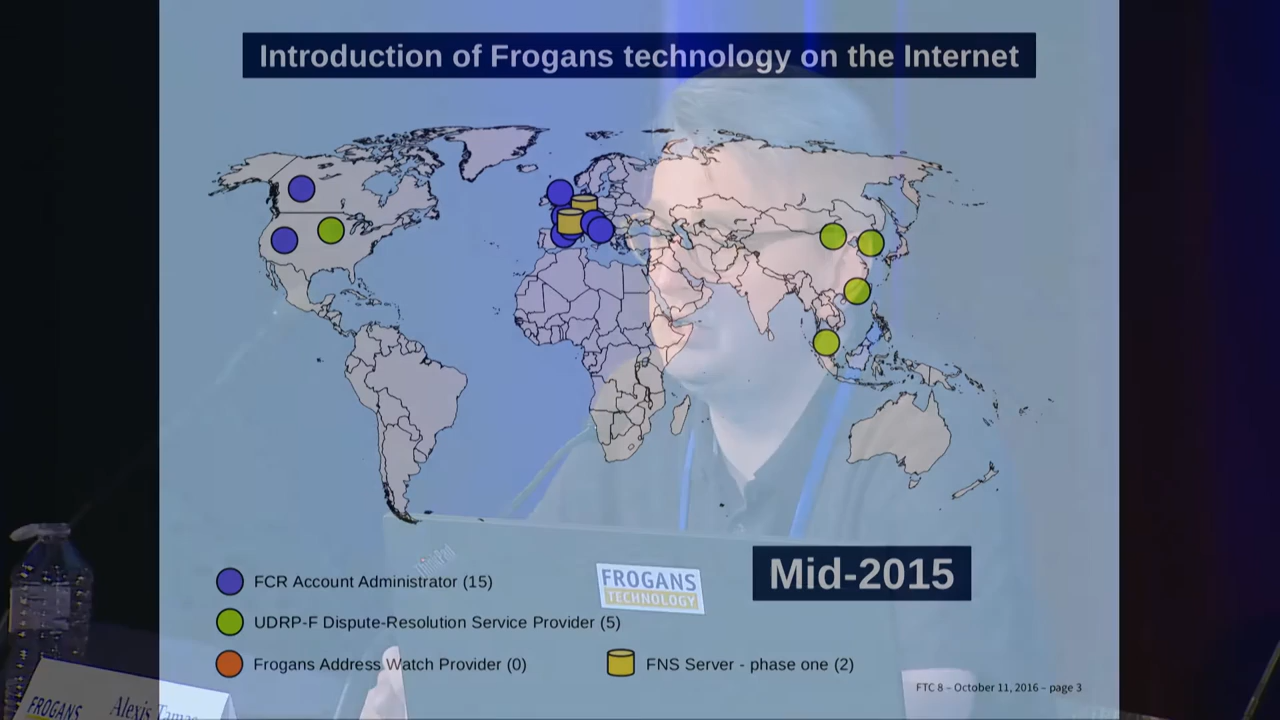 Introduction of Frogans technology on the Internet
Mid-2015
FROGANS
TECHNOLOGY
FCR Account Administrator (15)
UDRP-F Dispute-Resolution Service Provider (5)
Frogans Address Watch Provider (0)
FNS Server - phase one (2)
FTC 8 – October 11, 2016 – page 3
FROGANS
Alexis